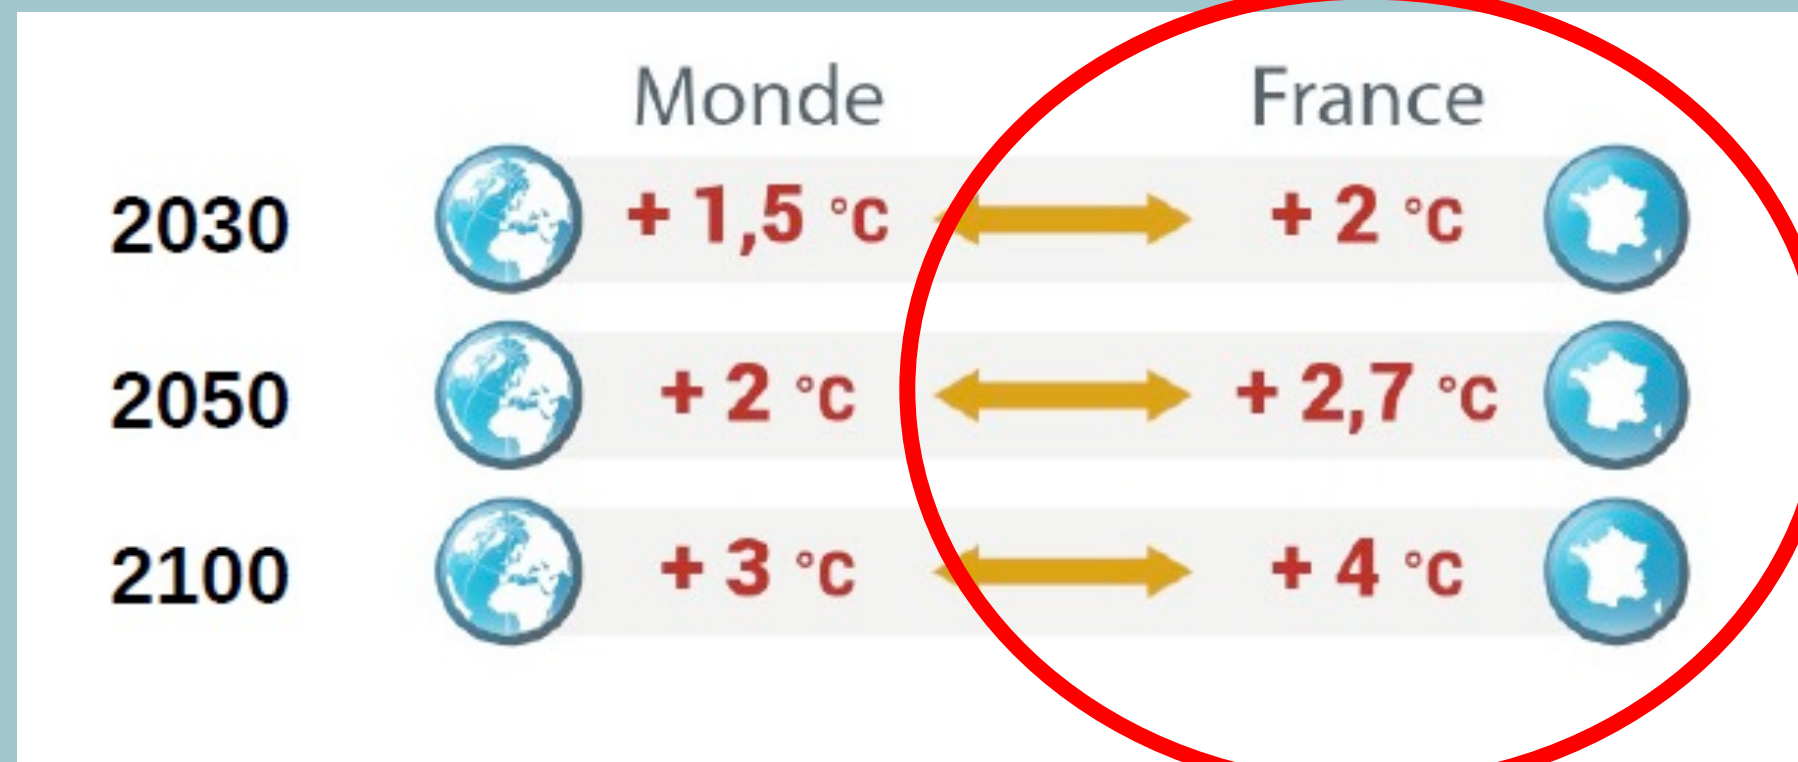 Monde France
2030 + 1,5 °C + 2 °C
2050 + 2 °C + 2,7 °C
2100 + 3 °C + 4 °C